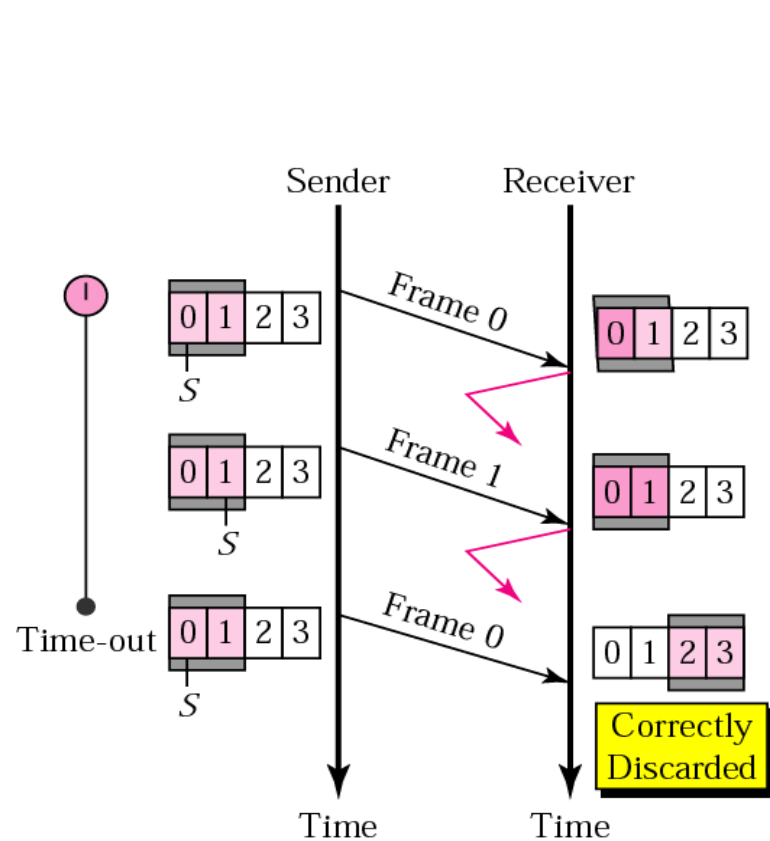 Sender Receiver
Frame 0
0 1 2 3
0 1 2 3
S
Frame 1
0 1 2 3
0 1 2 3
S
Frame 0
Time-out
0 1 2 3
0 1 2 3
S
Correctly
Discarded
Time Time